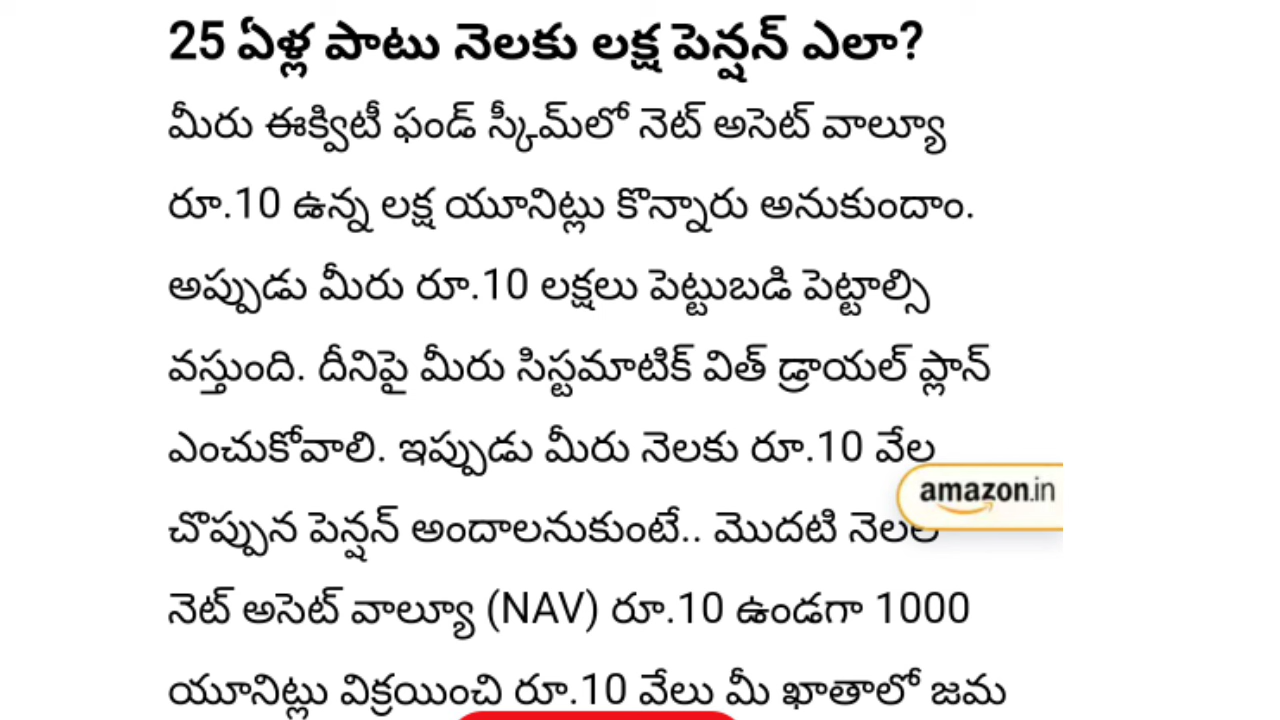 25 ఏళ్ల పాటు నెలకు లక్ష పెన్షన్ ఎలా?
మీరు ఈక్విటీ ఫండ్ స్కీమ్‌లో నెట్ అసెట్ వాల్యూ
రూ.10 ఉన్న లక్ష యూనిట్లు కొన్నారు అనుకుందాం.
అప్పుడు మీరు రూ.10 లక్షలు పెట్టుబడి పెట్టాల్సి
వస్తుంది. దీనిపై మీరు సిస్టమాటిక్ విత్ డ్రాయల్ ప్లాన్
ఎంచుకోవాలి. ఇప్పుడు మీరు నెలకు రూ.10 వేల
amazon.in
చొప్పున పెన్షన్ అందాలనుకుంటే.. మొదటి
నెట్ అసెట్ వాల్యూ (NAV) రూ.10 ఉండగా 1000
యూనిట్లు విక్రయించి రూ.10 వేలు మీ ఖాతాలో జమ